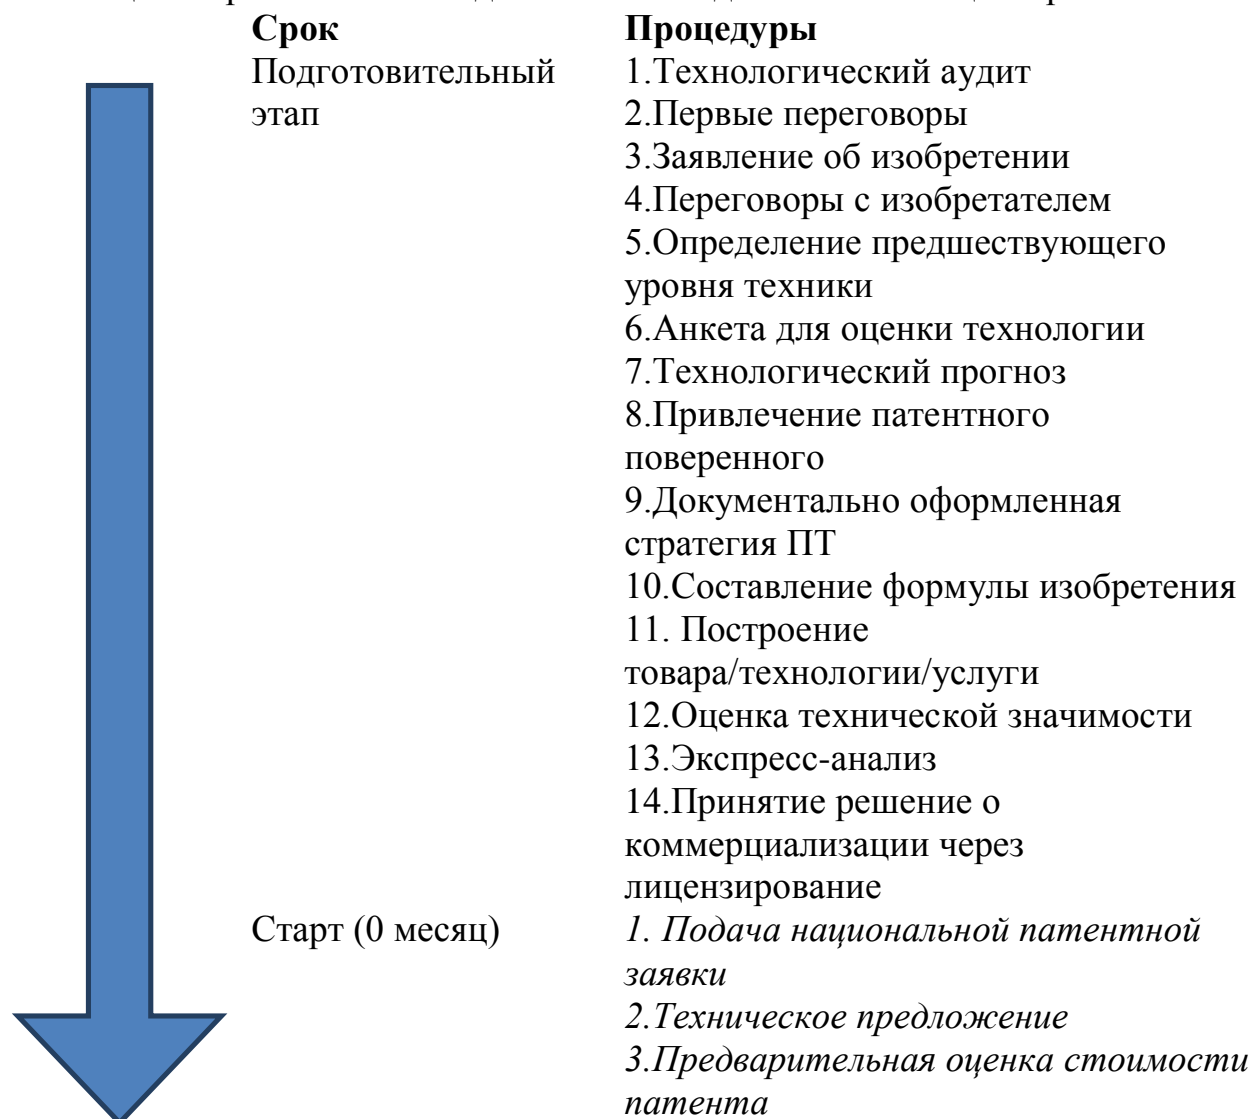 Срок Процедуры
Подготовительный 1.Технологический аудит
этап 2.Первые переговоры
3.Заявление об изобретении
4.Переговоры с изобретателем
5.Определение предшествующего
уровня техники
6.Анкета для оценки технологии
7.Технологический прогноз
8.Привлечение патентного
поверенного
9.Документально оформленная
стратегия ПТ
10.Составление формулы изобретения
11. Построение
товара/технологии/услуги
12.Оценка технической значимости
13.Экспресс-анализ
14.Принятие решение о
коммерциализации через
лицензирование
Старт (0 месяц) 1. Подача национальной патентной
заявки
2.Техническое предложение
3.Предварительная оценка стоимости
патента